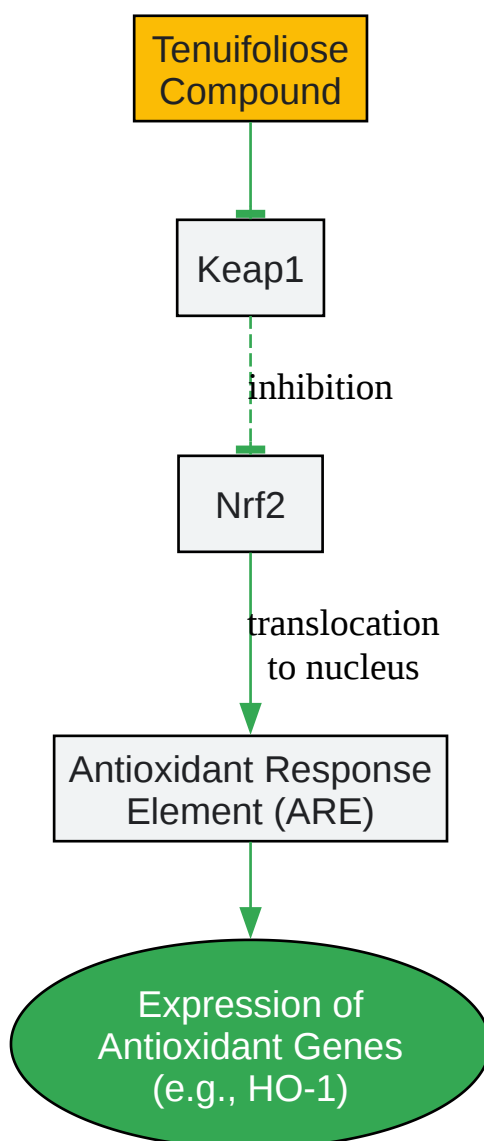 Tenuifoliose
Compound
Keap1
inhibition
Nrf2
translocation
to nucleus
Antioxidant Response
Element (ARE)
Expression of
Antioxidant Genes
(e.g., HO-1)